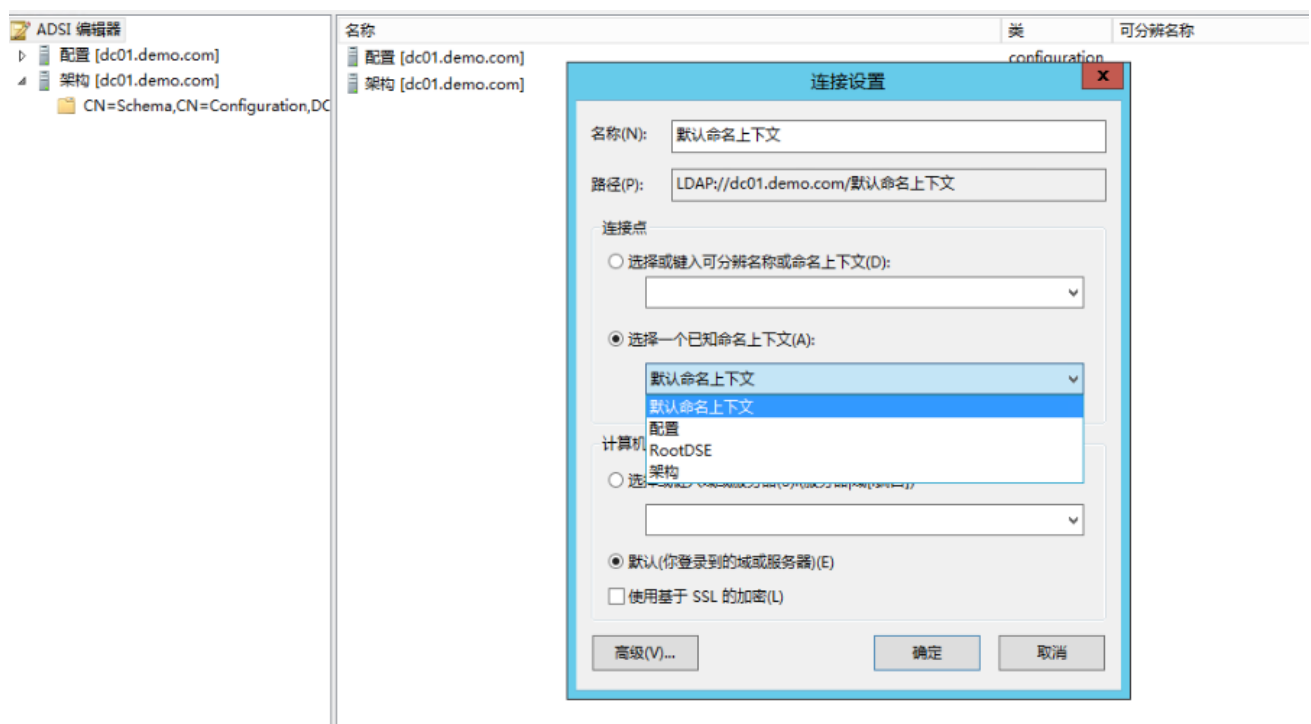 ADSI 编辑器
配置 [dc01.demo.com]
架构 [dc01.demo.com]
CN=Schema,CN=Configuration,DC
名称 类 可分辨名称
配置 [dc01.demo.com] configuration
架构 [dc01.demo.com]
连接设置
x
名称(N): 默认命名上下文
路径(P): LDAP://dc01.demo.com/默认命名上下文
连接点
选择或键入可分辨名称或命名上下文(D):
选择一个已知命名上下文(A):
默认命名上下文
默认命名上下文
配置
计算机
RootDSE
架构
默认(你登录到的域或服务器)(E)
使用基于 SSL 的加密(L)
高级(V)...
确定
取消